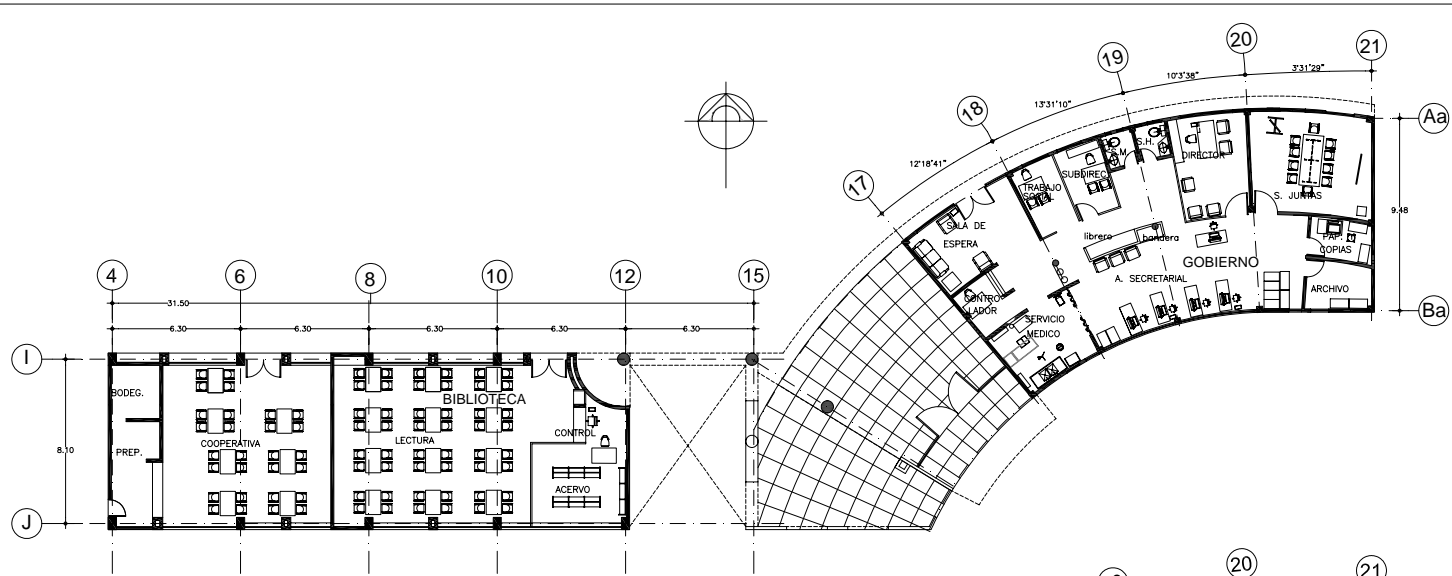 20
21
19
10°3'38"
3°31'29"
13°31'10"
18
12°18'41"
17
Aa
S.H.
M
DIRECTOR
SUBDIREC.
TRABAJO
SOCIAL
S. JUNTAS
9.48
SALA DE
ESPERA
librero
bandera
PAP.
COPIAS
GOBIERNO
A. SECRETARIAL
ARCHIVO
CONTRO
LADOR
SERVICIO
MEDICO
Ba
4
6
8
10
12
15
31.50
6.30
6.30
6.30
6.30
6.30
I
BODEG.
BIBLIOTECA
COOPERATIVA
LECTURA
CONTROL
PREP.
8.10
ACERVO
J
20
21